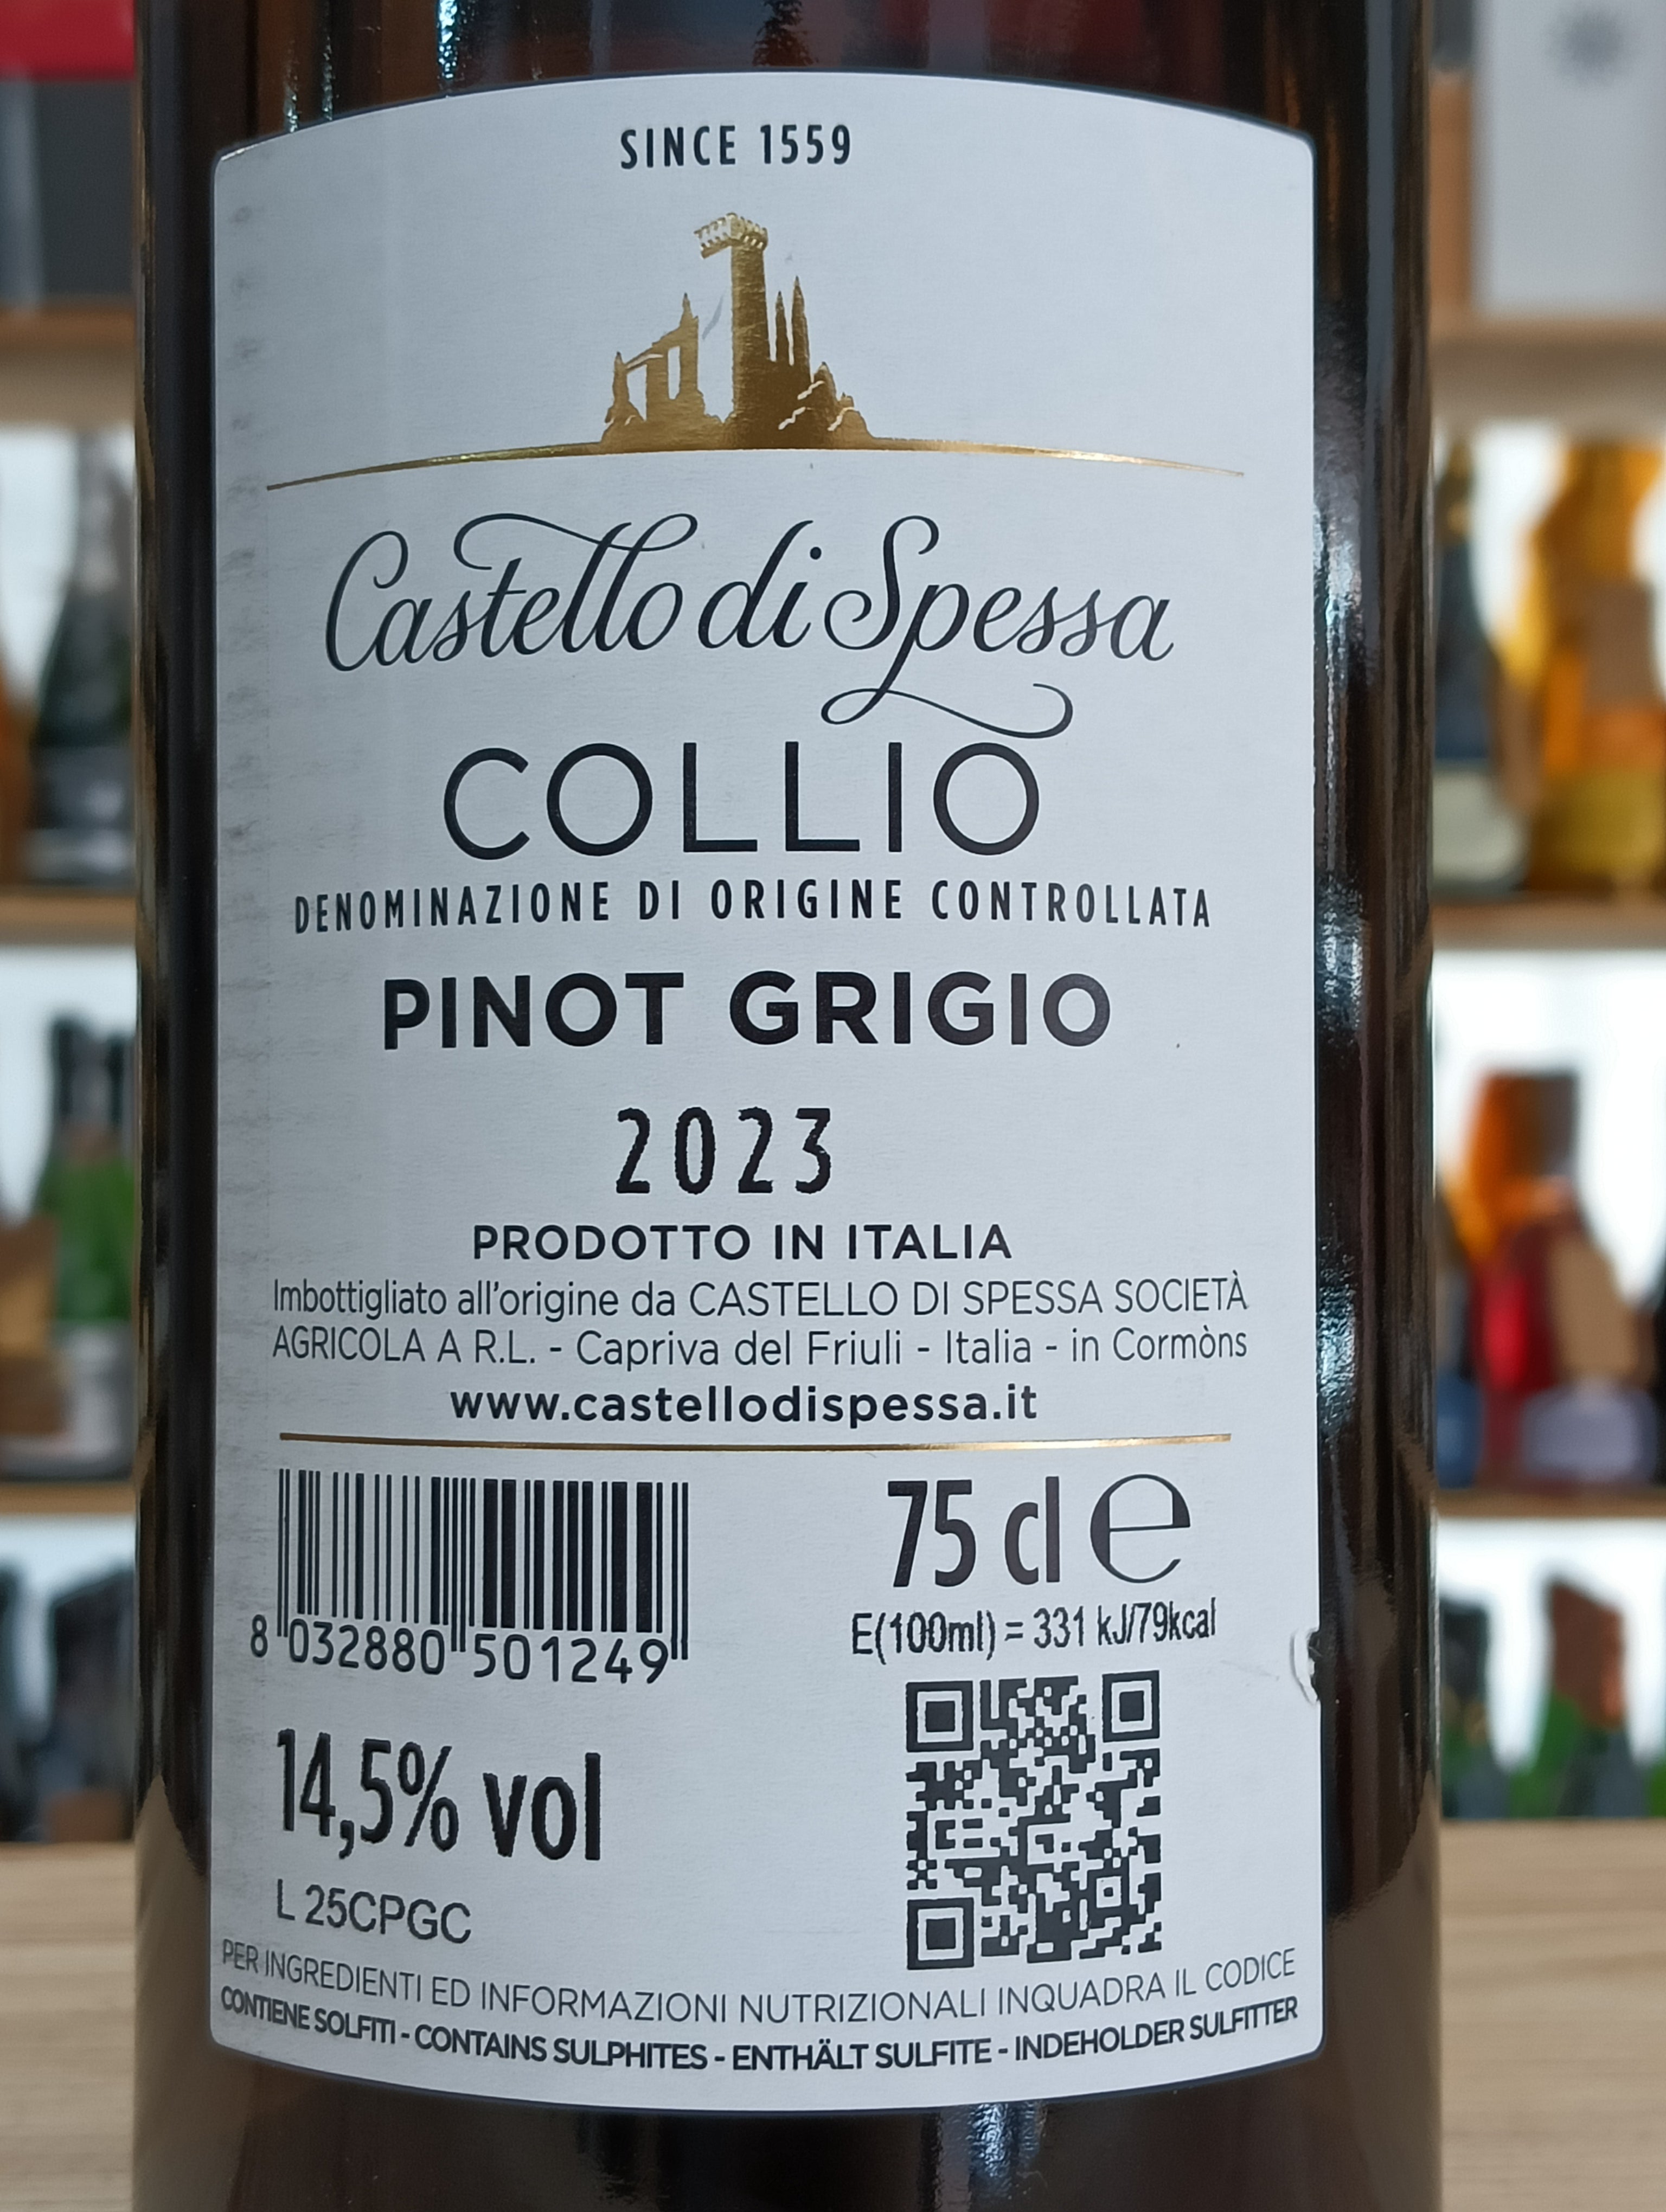 SINCE 1559
Castello di Spessa
COLLIO
DENOMINAZIONE DI ORIGINE CONTROLLATA
PINOT GRIGIO
2023
PRODOTTO IN ITALIA
Imbottigliato all'origine da CASTELLO DI SPESSA SOCIETÀ
AGRICOLA A R.L. - Capriva del Friuli - Italia - in Cormòns
www.castellodispessa.it
75 cl e
E(100ml) = 331 kJ/79kcal
8 032880 501249
14,5% vol
L 25CPGC
PER INGREDIENTI ED INFORMAZIONI NUTRIZIONALI INQUADRA IL CODICE
CONTIENE SOLFITI - CONTAINS SULPHITES - ENTHÄLT SULFITE - INDEHOLDER SULFITTER